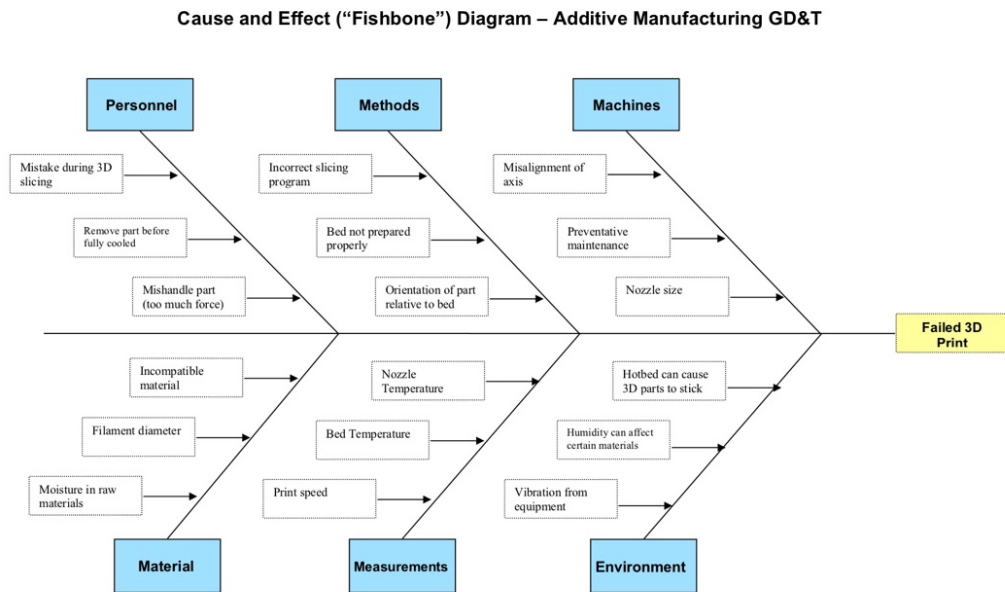 Cause and Effect (“Fishbone”) Diagram – Additive Manufacturing GD&T
Personnel
Methods
Machines
Mistake during 3D
slicing
Remove part before
fully cooled
Mishandle part
(too much force)
Incorrect slicing
program
Bed not prepared
properly
Orientation of part
relative to bed
Misalignment of
axis
Preventative
maintenance
Nozzle size
Failed 3D
Print
Incompatible
material
Filament diameter
Moisture in raw
materials
Nozzle
Temperature
Bed Temperature
Print speed
Hotbed can cause
3D parts to stick
Humidity can affect
certain materials
Vibration from
equipment
Material
Measurements
Environment